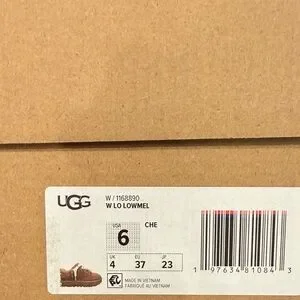 UGG
W / 1168890
W LO LOWMEL
USA
6
CHE
UK
4
EU
37
JP
23
MADE IN VIETNAM
FABRIQUÉ AU VIETNAM
1 97634 81084 3